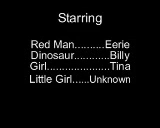 Starring
Red Man..........Eerie
Dinosaur............Billy
Girl.....................Tina
Little Girl......Unknown